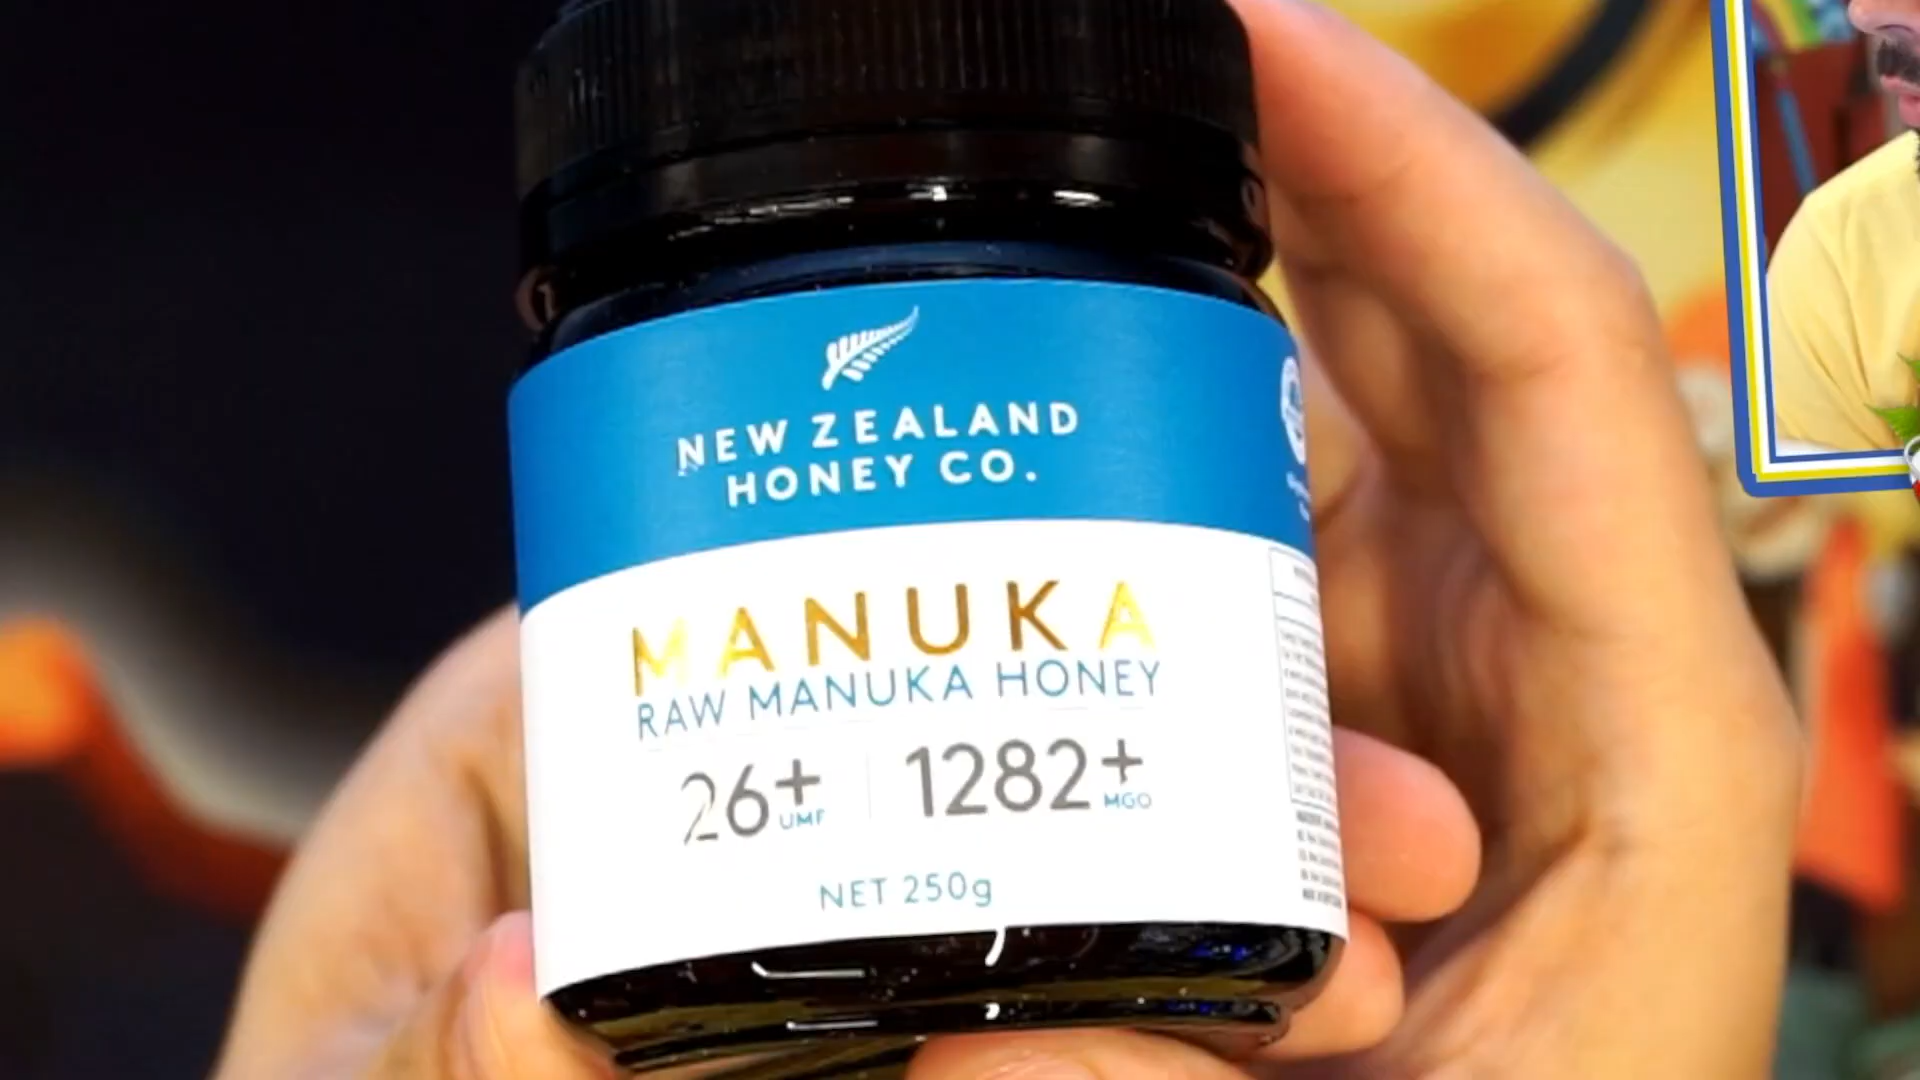 NEW ZEALAND
HONEY CO.
MANUKA
RAW MANUKA HONEY
26+ UMF 1282+ MGO
NET 250g